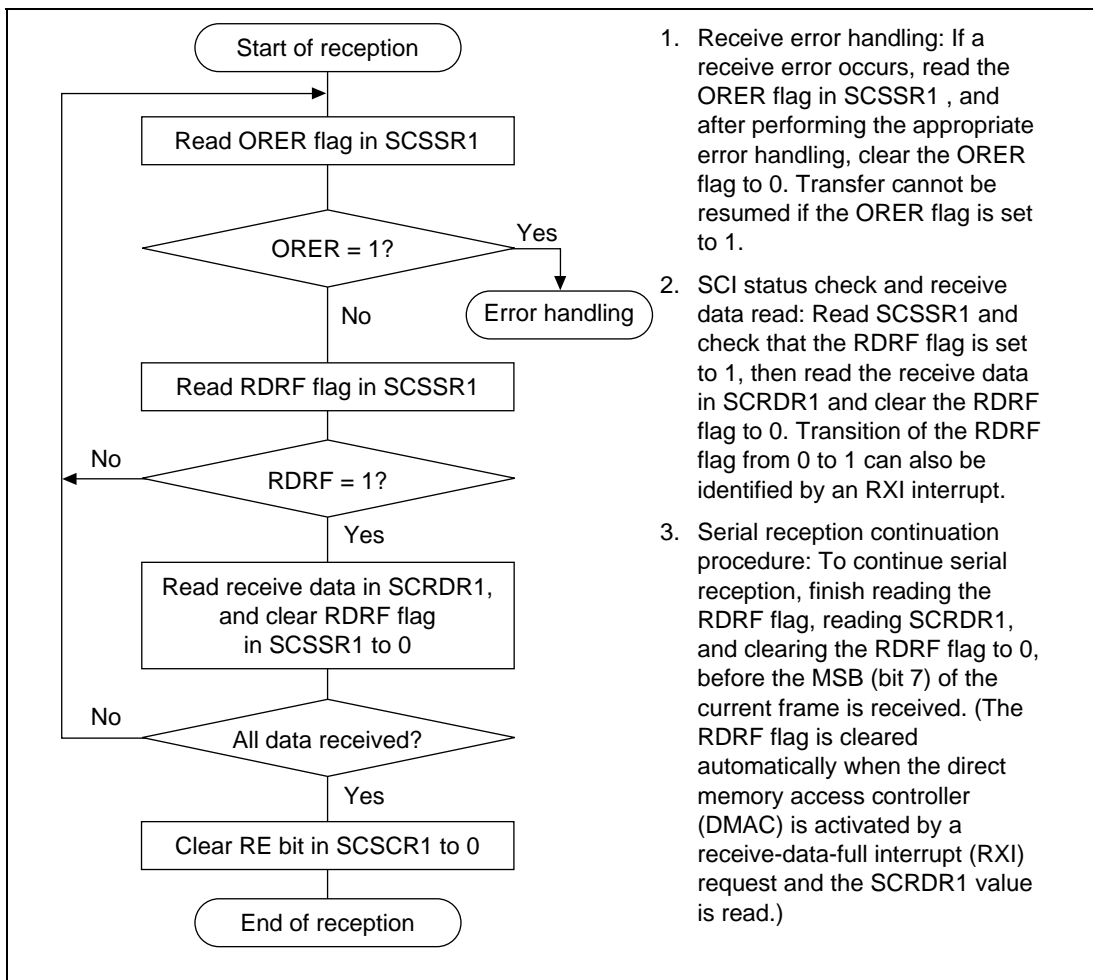 Start of reception
Read ORER flag in SCSSR1
ORER = 1?
Yes
Error handling
No
Read RDRF flag in SCSSR1
No
RDRF = 1?
Yes
Read receive data in SCRDR1,
and clear RDRF flag
in SCSSR1 to 0
No
All data received?
Yes
Clear RE bit in SCSCR1 to 0
End of reception
1. Receive error handling: If a
receive error occurs, read the
ORER flag in SCSSR1 , and
after performing the appropriate
error handling, clear the ORER
flag to 0. Transfer cannot be
resumed if the ORER flag is set
to 1.
2. SCI status check and receive
data read: Read SCSSR1 and
check that the RDRF flag is set
to 1, then read the receive data
in SCRDR1 and clear the RDRF
flag to 0. Transition of the RDRF
flag from 0 to 1 can also be
identified by an RXI interrupt.
3. Serial reception continuation
procedure: To continue serial
reception, finish reading the
RDRF flag, reading SCRDR1,
and clearing the RDRF flag to 0,
before the MSB (bit 7) of the
current frame is received. (The
RDRF flag is cleared
automatically when the direct
memory access controller
(DMAC) is activated by a
receive-data-full interrupt (RXI)
request and the SCRDR1 value
is read.)